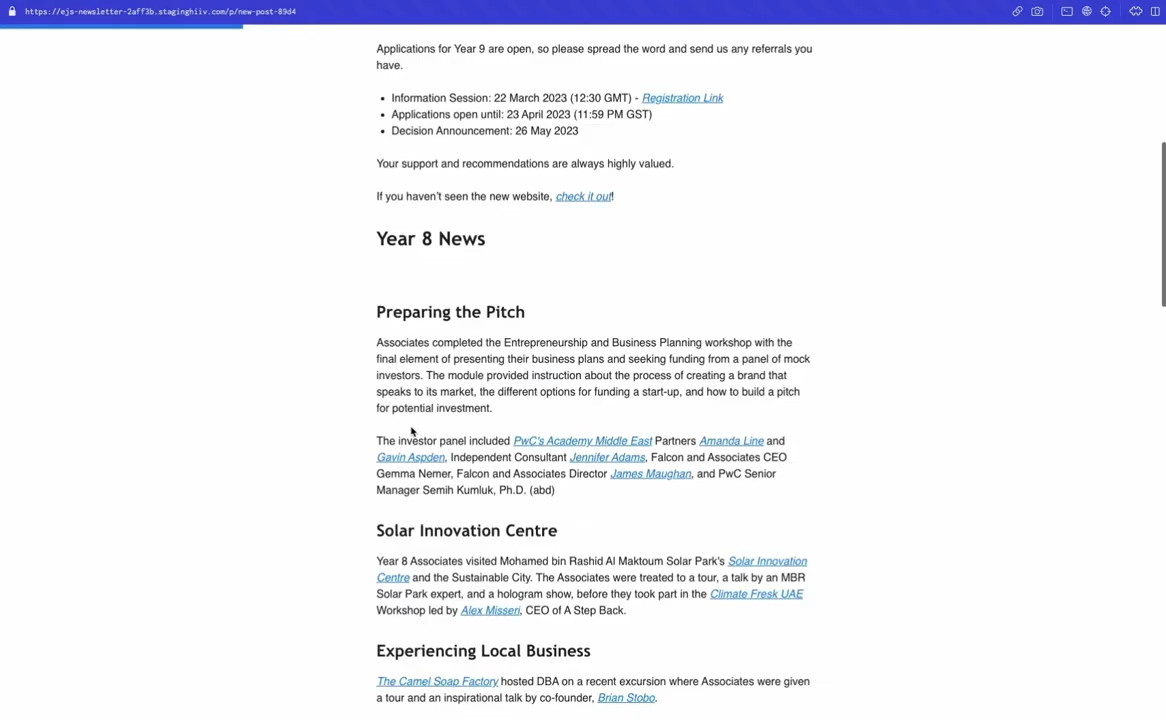 https://ejs-newsletter-2aff3b.staginghiiv.com/p/new-post-89d4
Applications for Year 9 are open, so please spread the word and send us any referrals you
have.
• Information Session: 22 March 2023 (12:30 GMT) - Registration Link
• Applications open until: 23 April 2023 (11:59 PM GST)
• Decision Announcement: 26 May 2023
Your support and recommendations are always highly valued.
If you haven't seen the new website, check it out!
Year 8 News
Preparing the Pitch
Associates completed the Entrepreneurship and Business Planning workshop with the
final element of presenting their business plans and seeking funding from a panel of mock
investors. The module provided instruction about the process of creating a brand that
speaks to its market, the different options for funding a start-up, and how to build a pitch
for potential investment.
The investor panel included PwC's Academy Middle East Partners Amanda Line and
Gavin Aspden, Independent Consultant Jennifer Adams, Falcon and Associates CEO
Gemma Nemer, Falcon and Associates Director James Maughan, and PwC Senior
Manager Semih Kumluk, Ph.D. (abd)
Solar Innovation Centre
Year 8 Associates visited Mohamed bin Rashid Al Maktoum Solar Park's Solar Innovation
Centre and the Sustainable City. The Associates were treated to a tour, a talk by an MBR
Solar Park expert, and a hologram show, before they took part in the Climate Fresk UAE
Workshop led by Alex Misseri, CEO of A Step Back.
Experiencing Local Business
The Camel Soap Factory hosted DBA on a recent excursion where Associates were given
a tour and an inspirational talk by co-founder, Brian Stobo.